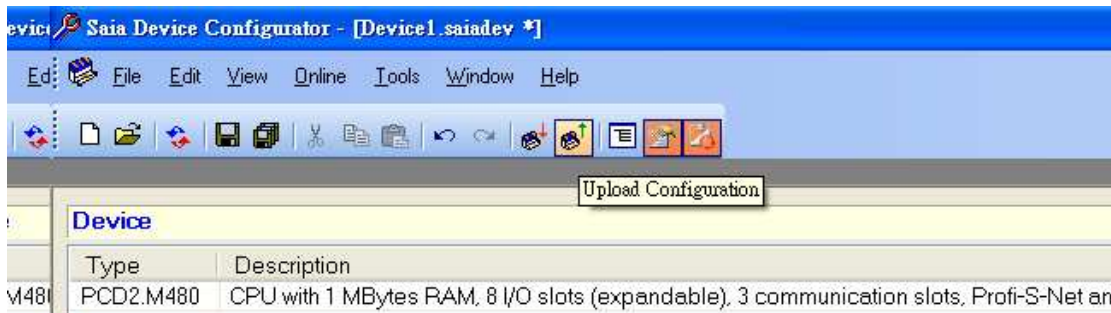 Saia Device Configurator - [Device1.saiadev *]
Ed File Edit View Online Tools Window Help
Upload Configuration
Device
Type Description
PCD2.M480 CPU with 1 MBytes RAM, 8 I/O slots (expandable), 3 communication slots, Profi-S-Net an